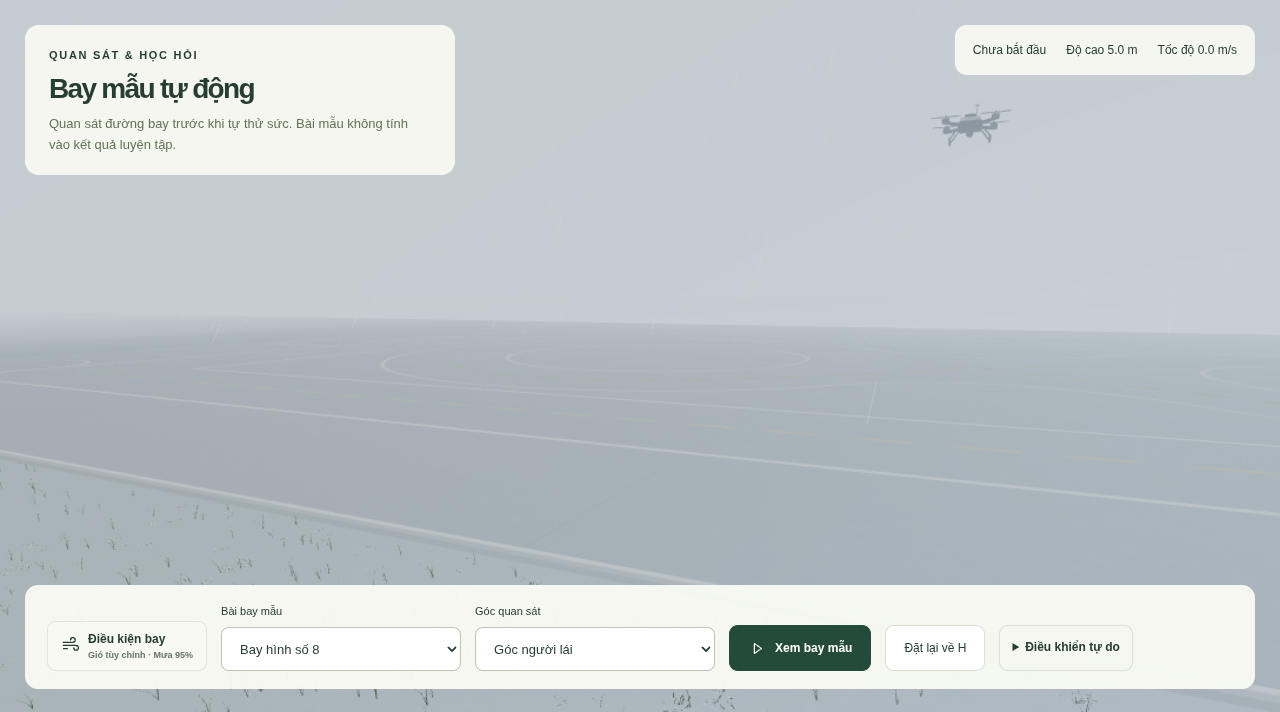 QUAN SÁT & HỌC HỎI
Bay mẫu tự động
Quan sát đường bay trước khi tự thử sức. Bài mẫu không tính
vào kết quả luyện tập.
Chưa bắt đầu Độ cao 5.0 m Tốc độ 0.0 m/s
Điều kiện bay
Gió tùy chỉnh · Mưa 95%
Bài bay mẫu
Bay hình số 8
Góc quan sát
Góc người lái
Xem bay mẫu
Đặt lại về H
Điều khiển tự do